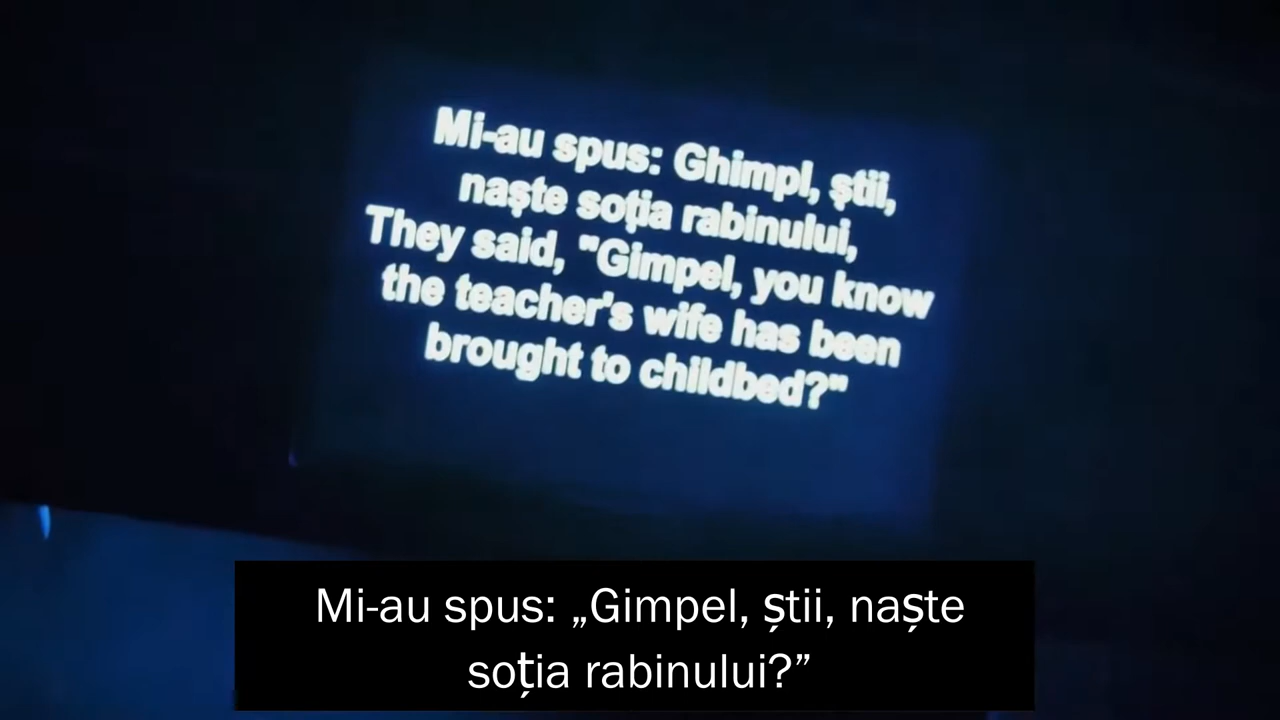 Mi-au spus: Ghimpl, știi,
naște soția rabinului,
They said, "Gimpel, you know
the teacher's wife has been
brought to childbed?"
Mi-au spus: „Gimpel, știi, naște
soția rabinului?”